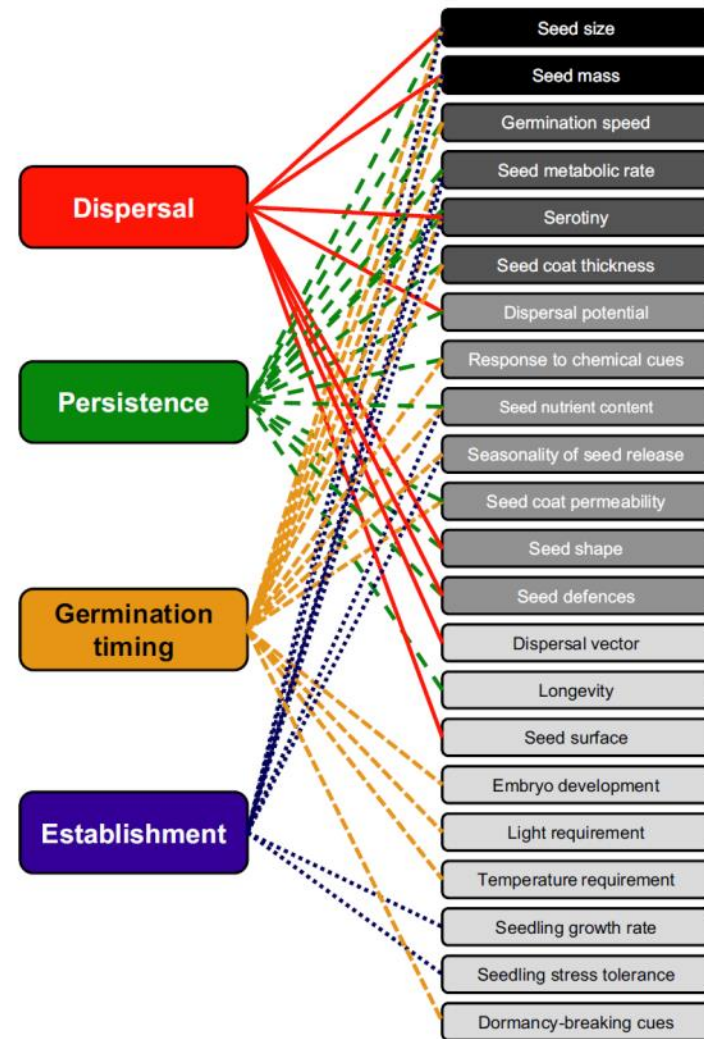 Dispersal
Persistence
Germination
timing
Establishment
Seed size
Seed mass
Germination speed
Seed metabolic rate
Serotiny
Seed coat thickness
Dispersal potential
Response to chemical cues
Seed nutrient content
Seasonality of seed release
Seed coat permeability
Seed shape
Seed defences
Dispersal vector
Longevity
Seed surface
Embryo development
Light requirement
Temperature requirement
Seedling growth rate
Seedling stress tolerance
Dormancy-breaking cues